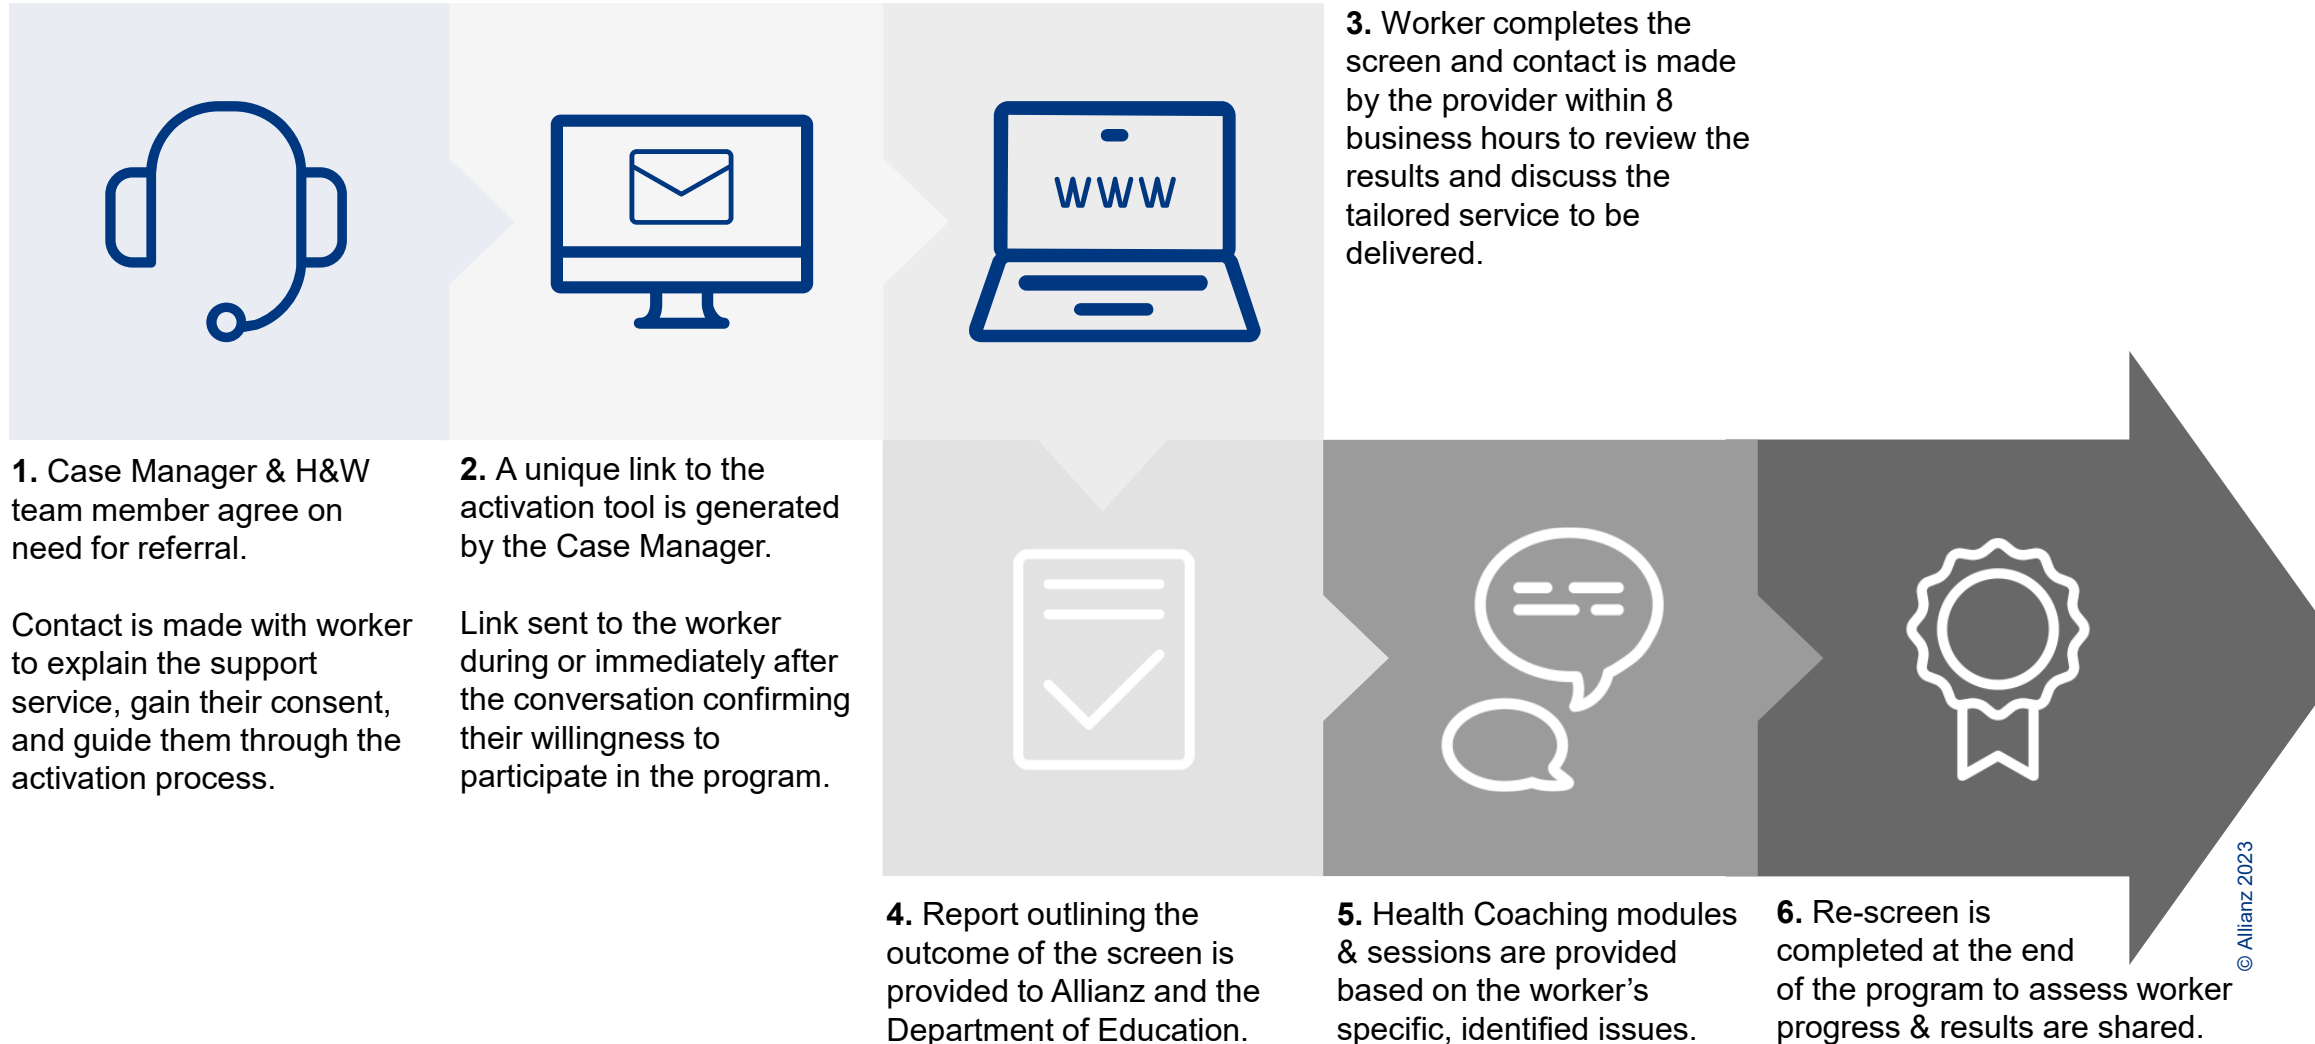 WWW
3. Worker completes the
screen and contact is made
by the provider within 8
business hours to review the
results and discuss the
tailored service to be
delivered.
1. Case Manager & H&W
team member agree on
need for referral.
Contact is made with worker
to explain the support
service, gain their consent,
and guide them through the
activation process.
2. A unique link to the
activation tool is generated
by the Case Manager.
Link sent to the worker
during or immediately after
the conversation confirming
their willingness to
participate in the program.
4. Report outlining the
outcome of the screen is
provided to Allianz and the
Department of Education.
5. Health Coaching modules
& sessions are provided
based on the worker’s
specific, identified issues.
6. Re-screen is
completed at the end
of the program to assess worker
progress & results are shared.
© Allianz 2023